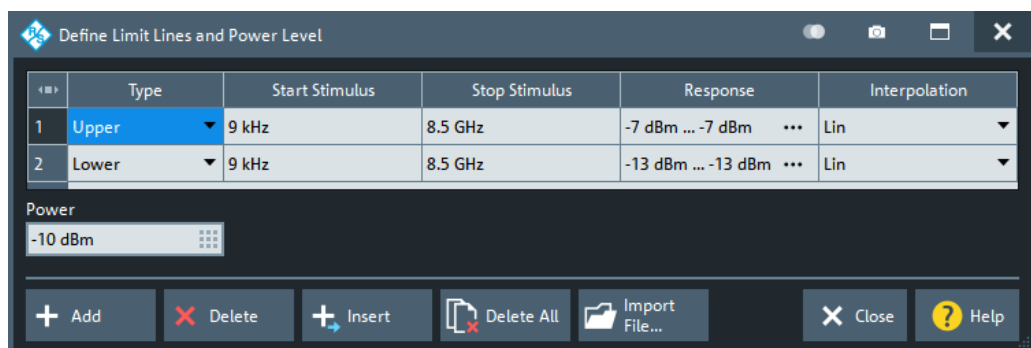 R&S Define Limit Lines and Power Level
Type Start Stimulus Stop Stimulus Response Interpolation
1 Upper 9 kHz 8.5 GHz -7 dBm ... -7 dBm ••• Lin
2 Lower 9 kHz 8.5 GHz -13 dBm ... -13 dBm ••• Lin
Power
-10 dBm
Add Delete Insert Delete All Import File... Close ? Help